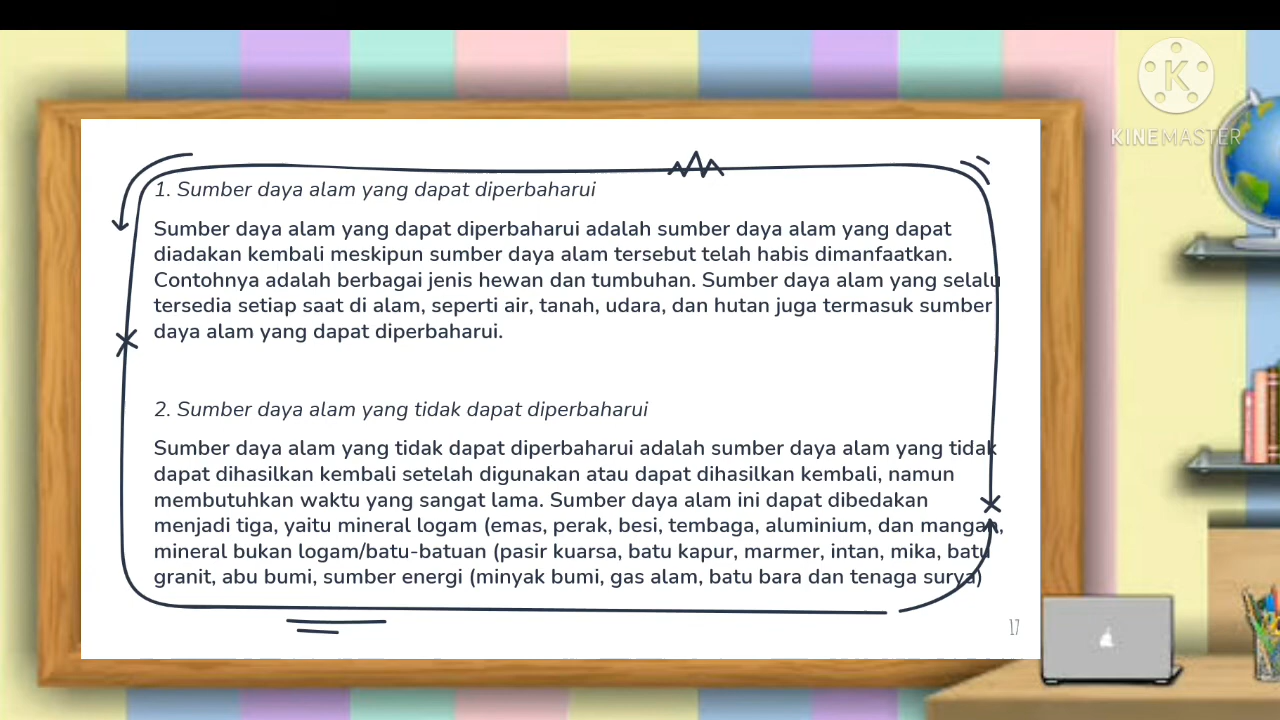 KINEMASTER
1. Sumber daya alam yang dapat diperbaharui
Sumber daya alam yang dapat diperbaharui adalah sumber daya alam yang dapat
diadakan kembali meskipun sumber daya alam tersebut telah habis dimanfaatkan.
Contohnya adalah berbagai jenis hewan dan tumbuhan. Sumber daya alam yang selalu
tersedia setiap saat di alam, seperti air, tanah, udara, dan hutan juga termasuk sumber
daya alam yang dapat diperbaharui.
2. Sumber daya alam yang tidak dapat diperbaharui
Sumber daya alam yang tidak dapat diperbaharui adalah sumber daya alam yang tidak
dapat dihasilkan kembali setelah digunakan atau dapat dihasilkan kembali, namun
membutuhkan waktu yang sangat lama. Sumber daya alam ini dapat dibedakan
menjadi tiga, yaitu mineral logam (emas, perak, besi, tembaga, aluminium, dan mangan,
mineral bukan logam/batu-batuan (pasir kuarsa, batu kapur, marmer, intan, mika, batu
granit, abu bumi, sumber energi (minyak bumi, gas alam, batu bara dan tenaga surya)
17